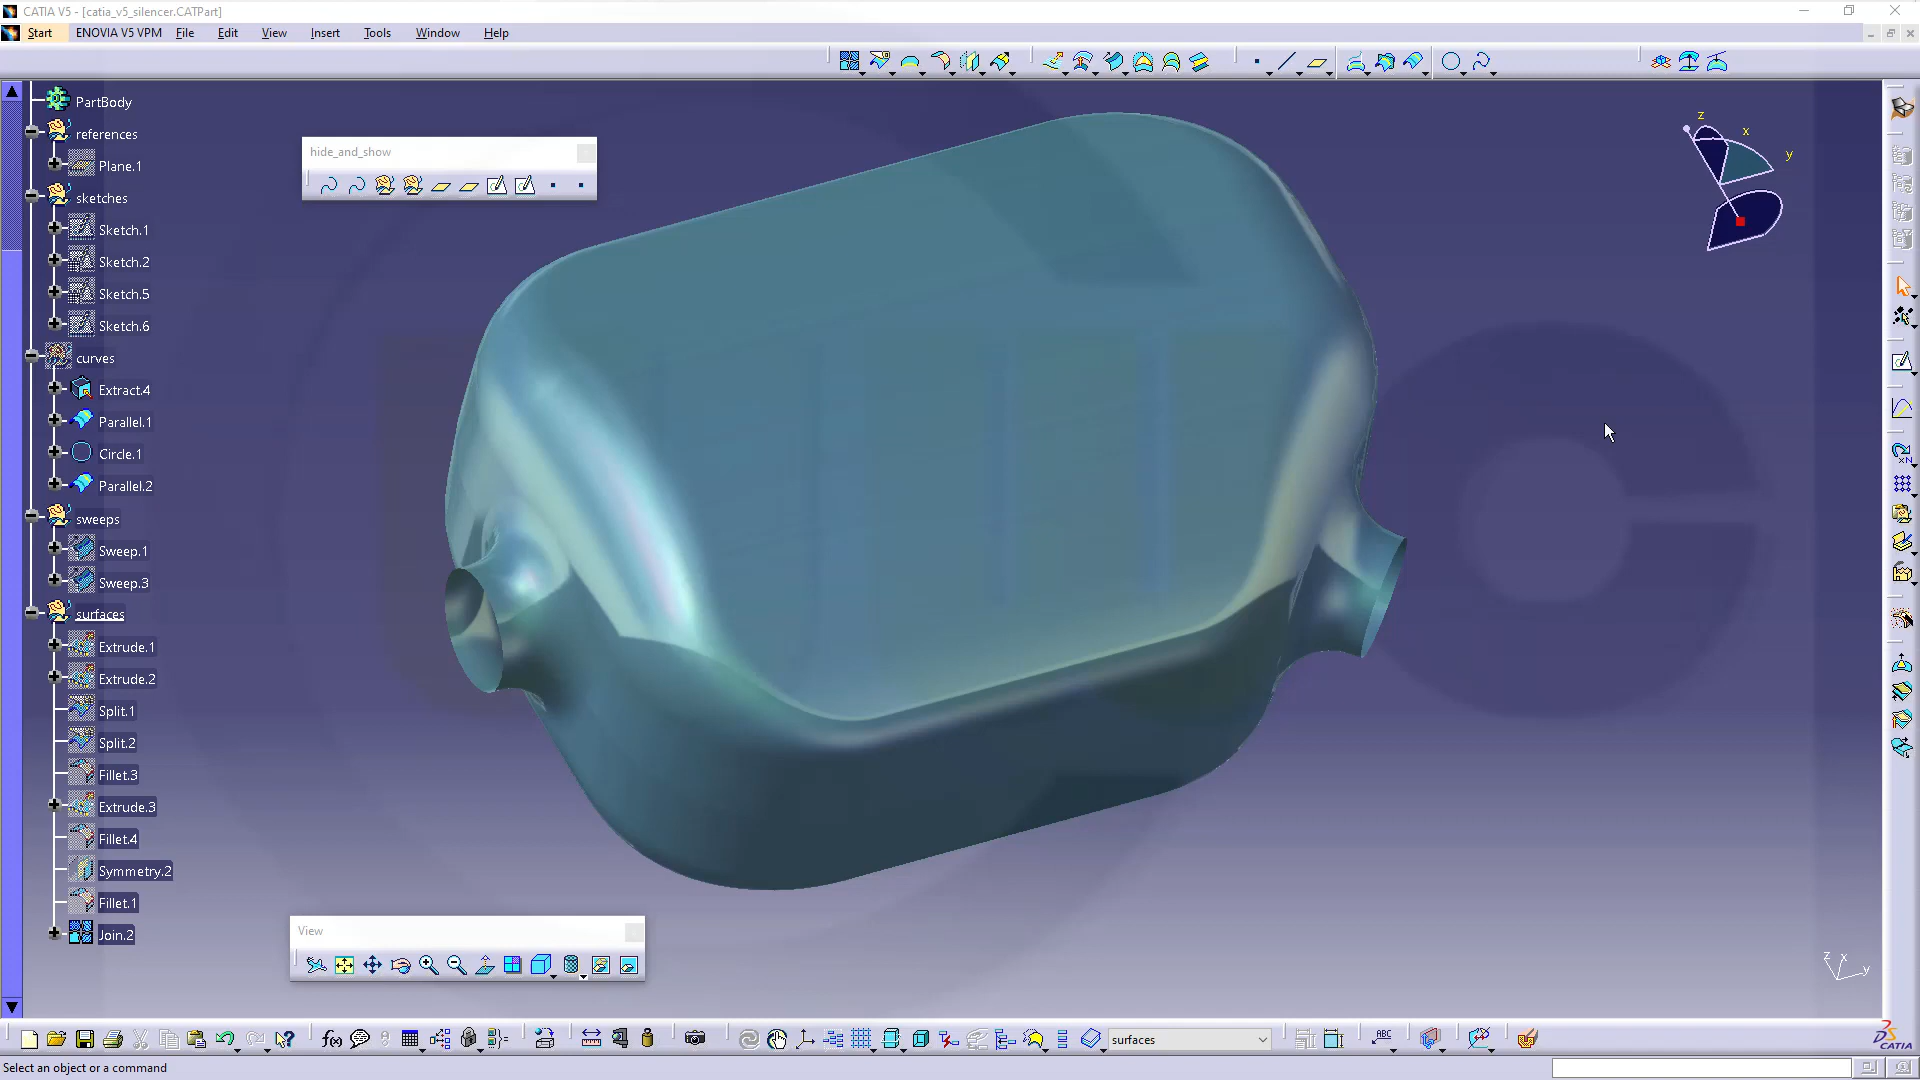 CATIA V5 - [catia_v5_silencer.CATPart]
Start ENOVIA V5 VPM File Edit View Insert Tools Window Help
PartBody
references
Plane.1
sketches
Sketch.1
Sketch.2
Sketch.5
Sketch.6
curves
Extract.4
Parallel.1
Circle.1
Parallel.2
sweeps
Sweep.1
Sweep.3
surfaces
Extrude.1
Extrude.2
Split.1
Split.2
Fillet.3
Extrude.3
Fillet.4
Symmetry.2
Fillet.1
Join.2
hide_and_show
z
x
y
View
z x
y
surfaces
ABC
CATIA
Select an object or a command